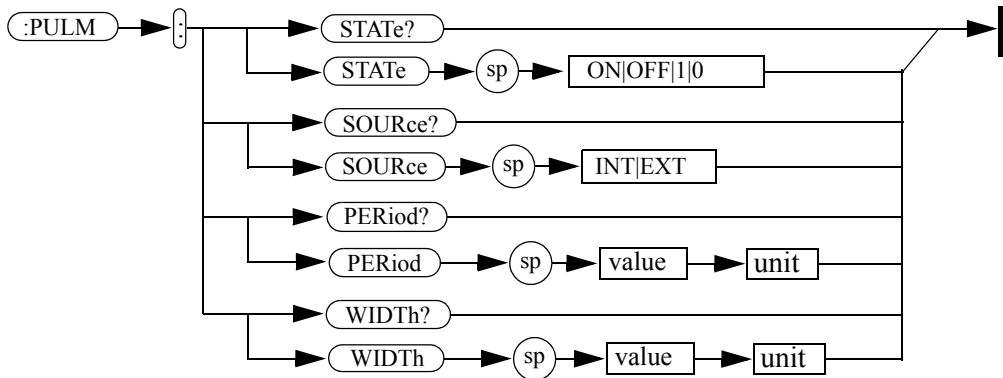 :PULM : STATe?
STATe sp ON|OFF|1|0
SOURce?
SOURce sp INT|EXT
PERiod?
PERiod sp value unit
WIDTh?
WIDTh sp value unit